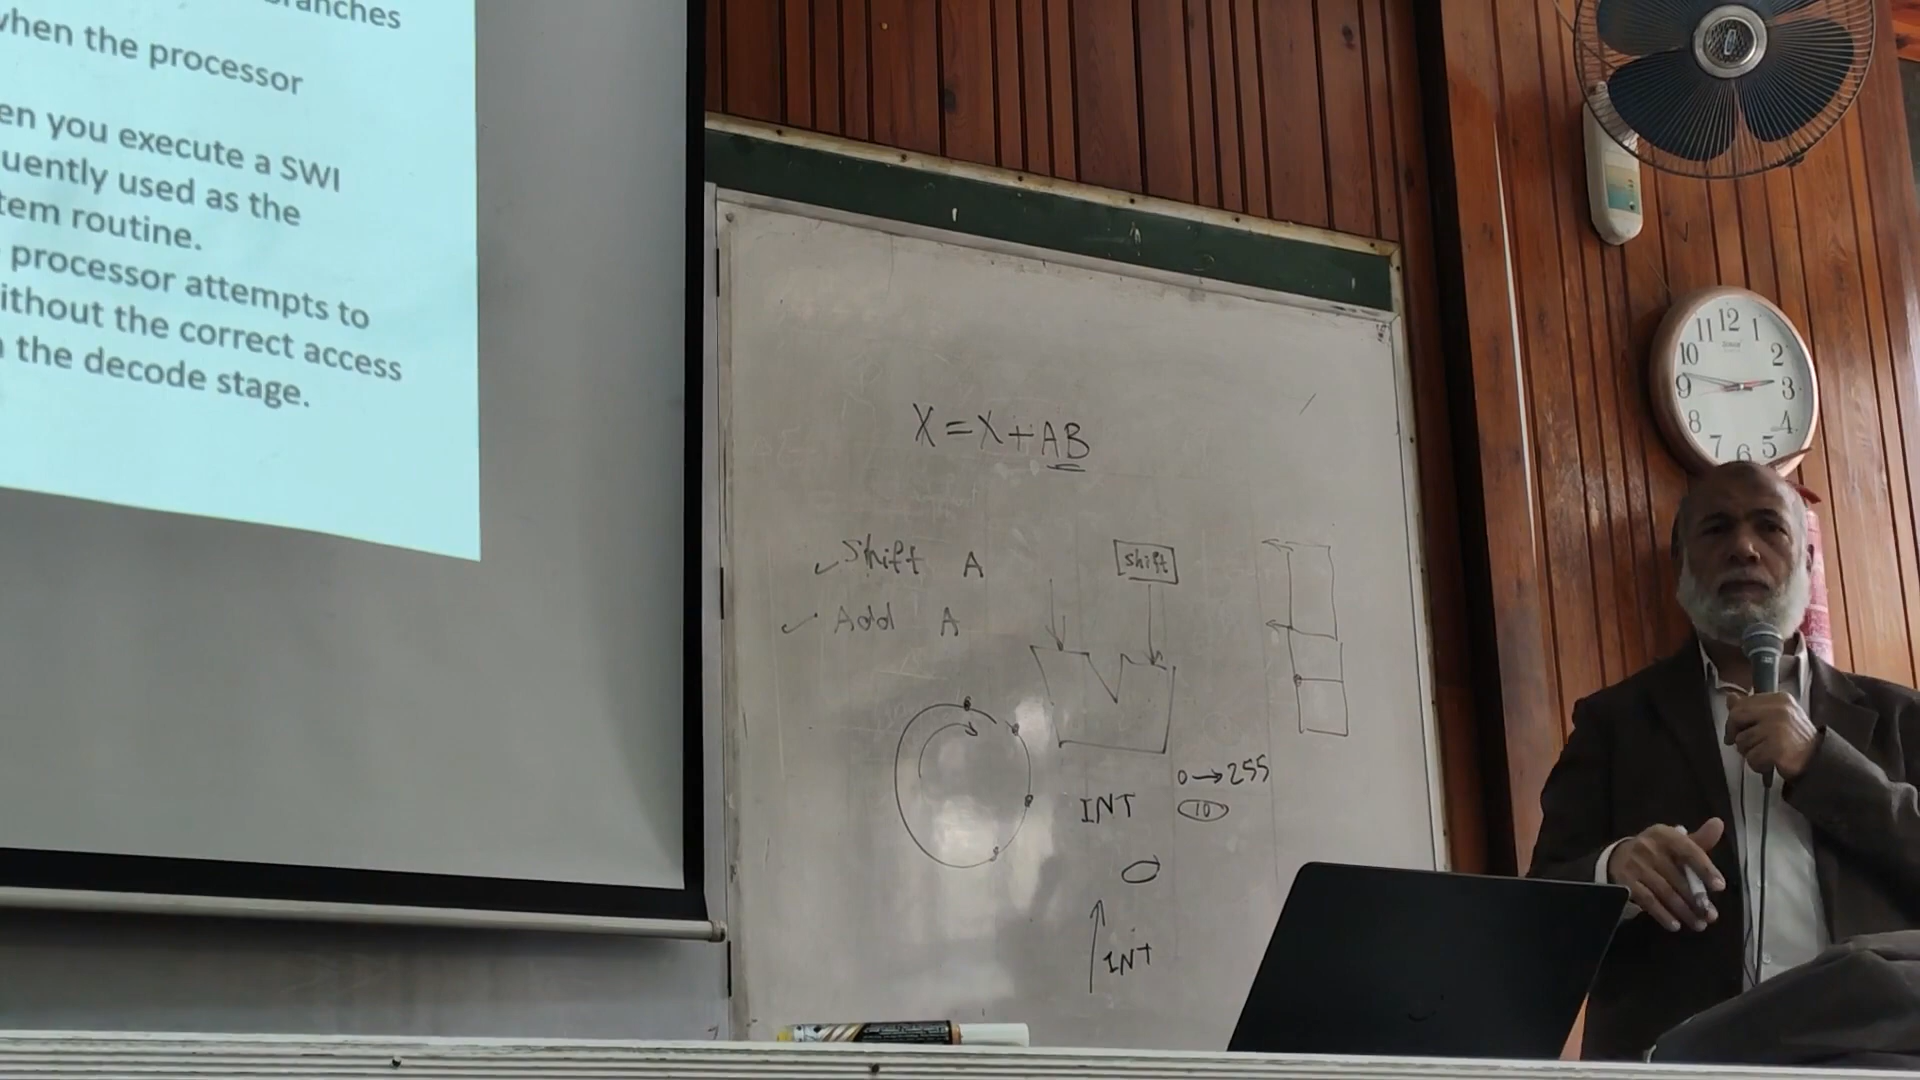 branches
when the processor
en you execute a SWI
uently used as the
tem routine.
processor attempts to
ithout the correct access
the decode stage.
X = X + AB
Shift A
Add A
shift
0 → 255
INT 10
INT
12
1
2
3
4
5
6
7
8
9
10
11